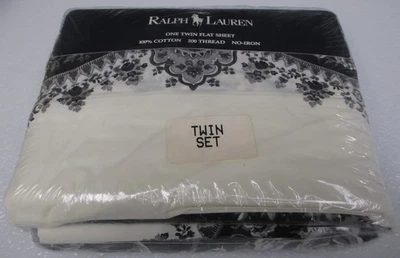 RALPH LAUREN
ONE TWIN FLAT SHEET
100% COTTON 200 THREAD NO-IRON
TWIN
SET